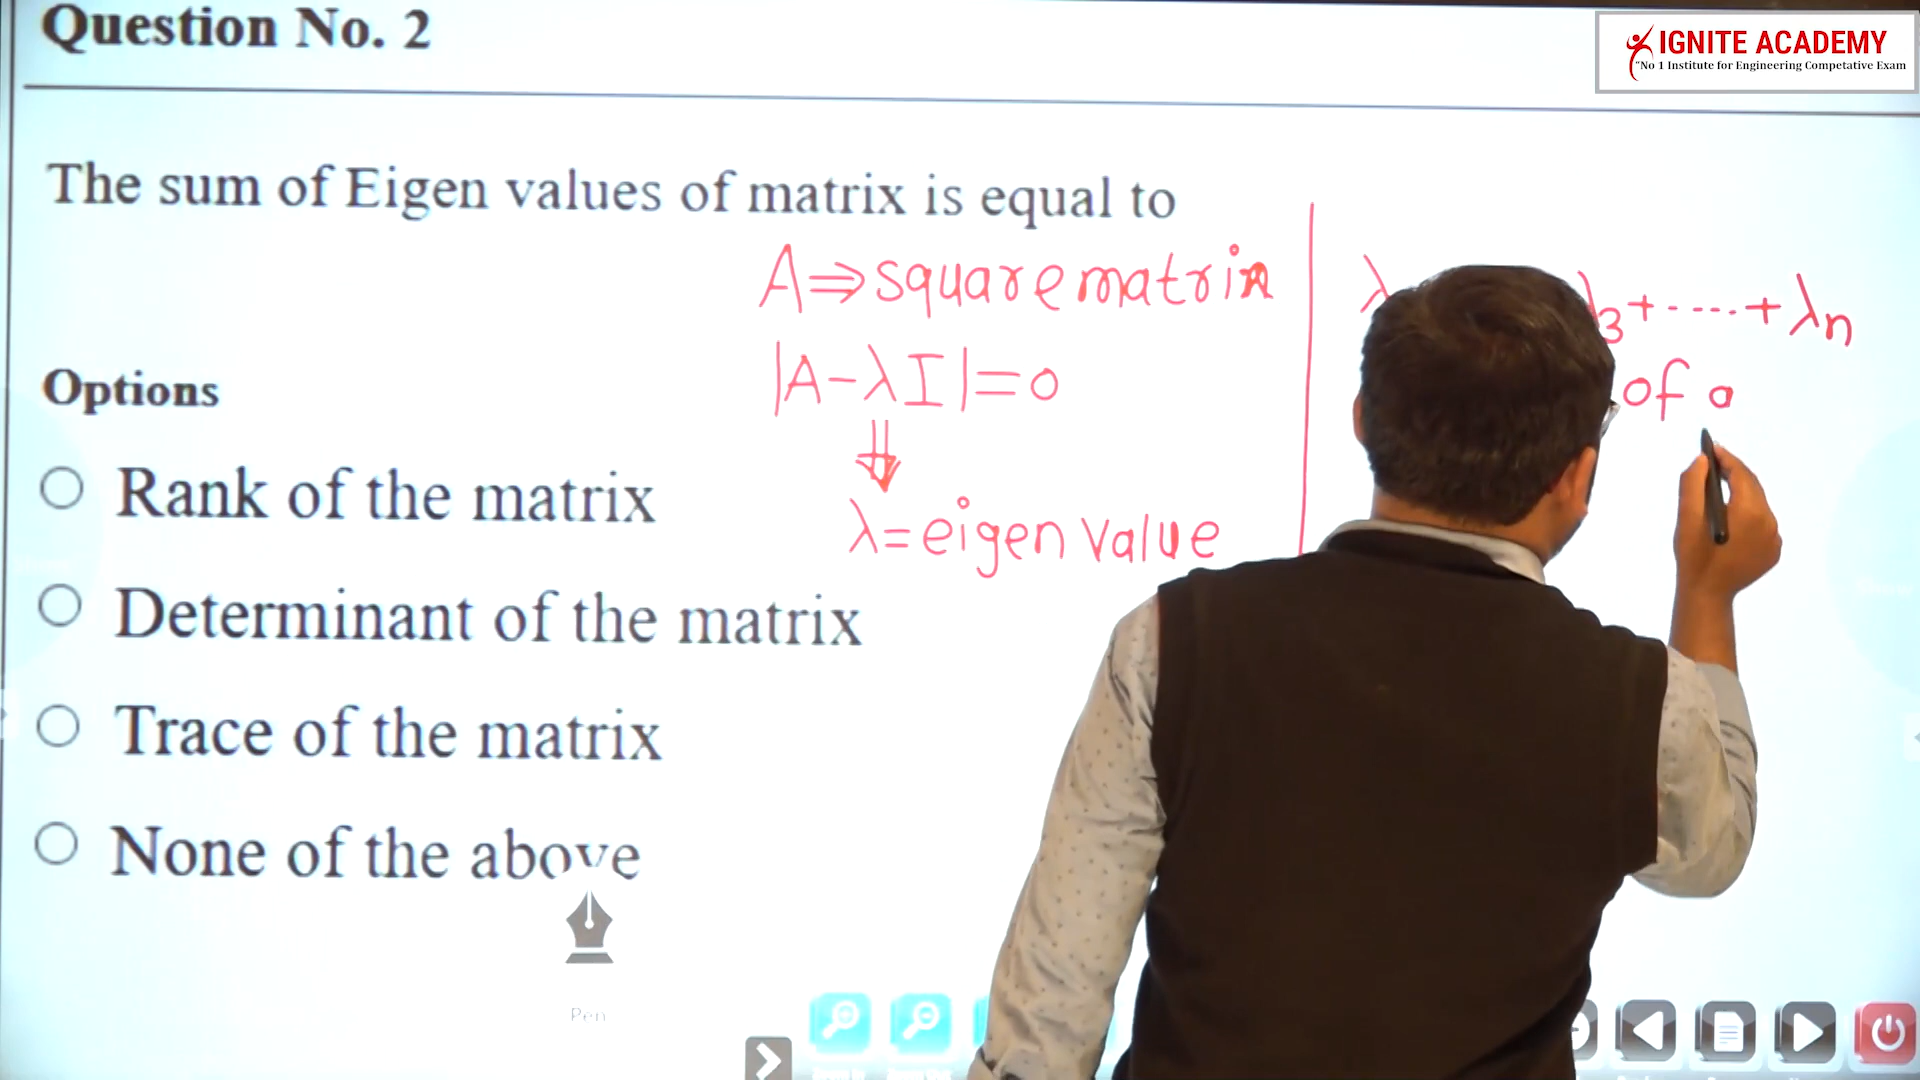 Question No. 2
IGNITE ACADEMY
"No 1 Institute for Engineering Competative Exam
The sum of Eigen values of matrix is equal to
A⇒square matrix
|A-λI|=0
λ=eigen value
λ λ3+----+λn
of a
Options
Rank of the matrix
Determinant of the matrix
Trace of the matrix
None of the above
Pen